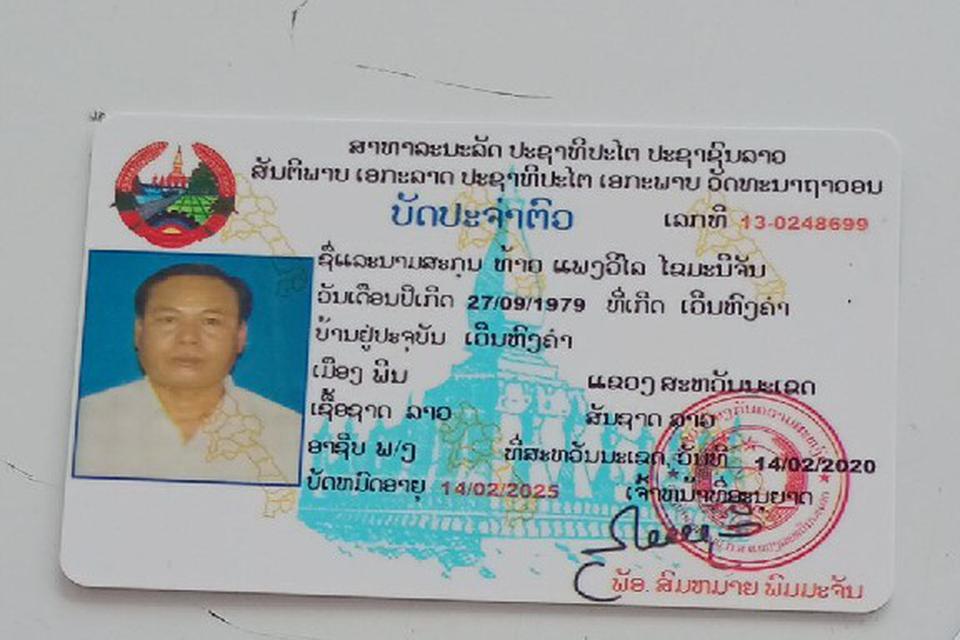 ສາທາລະນະລັດ ປະຊາທິປະໄຕ ປະຊາຊົນລາວ
ສັນຕິພາບ ເອກະລາດ ປະຊາທິປະໄຕ ເອກະພາບ ວັດທະນາຖາວອນ
ບັດປະຈຳຕົວ ເລກທີ 13-0248699
ຊື່ແລະນາມສະກຸນ ທ້າວ ແພງວິໄລ ໄຂມະນີຈັນ
ວັນເດືອນປີເກີດ 27/09/1979 ທີ່ເກີດ ເວີນຫົງຄຳ
ບ້ານຢູ່ປະຈຸບັນ ເວີນຫົງຄຳ
ເມືອງ ພິນ ແຂວງ ສະຫວັນນະເຂດ
ເຊື້ອຊາດ ລາວ ສັນຊາດ ລາວ
ອາຊີບ ພ/ງ ທີ່ສະຫວັນນະເຂດ, ວັນທີ 14/02/2020
ບັດຫມົດອາຍຸ 14/02/2025 ເຈົ້າຫນ້າທີ່ອະນຸຍາດ
ພັອ. ສົມຫມາຍ ພິມມະຈັນ